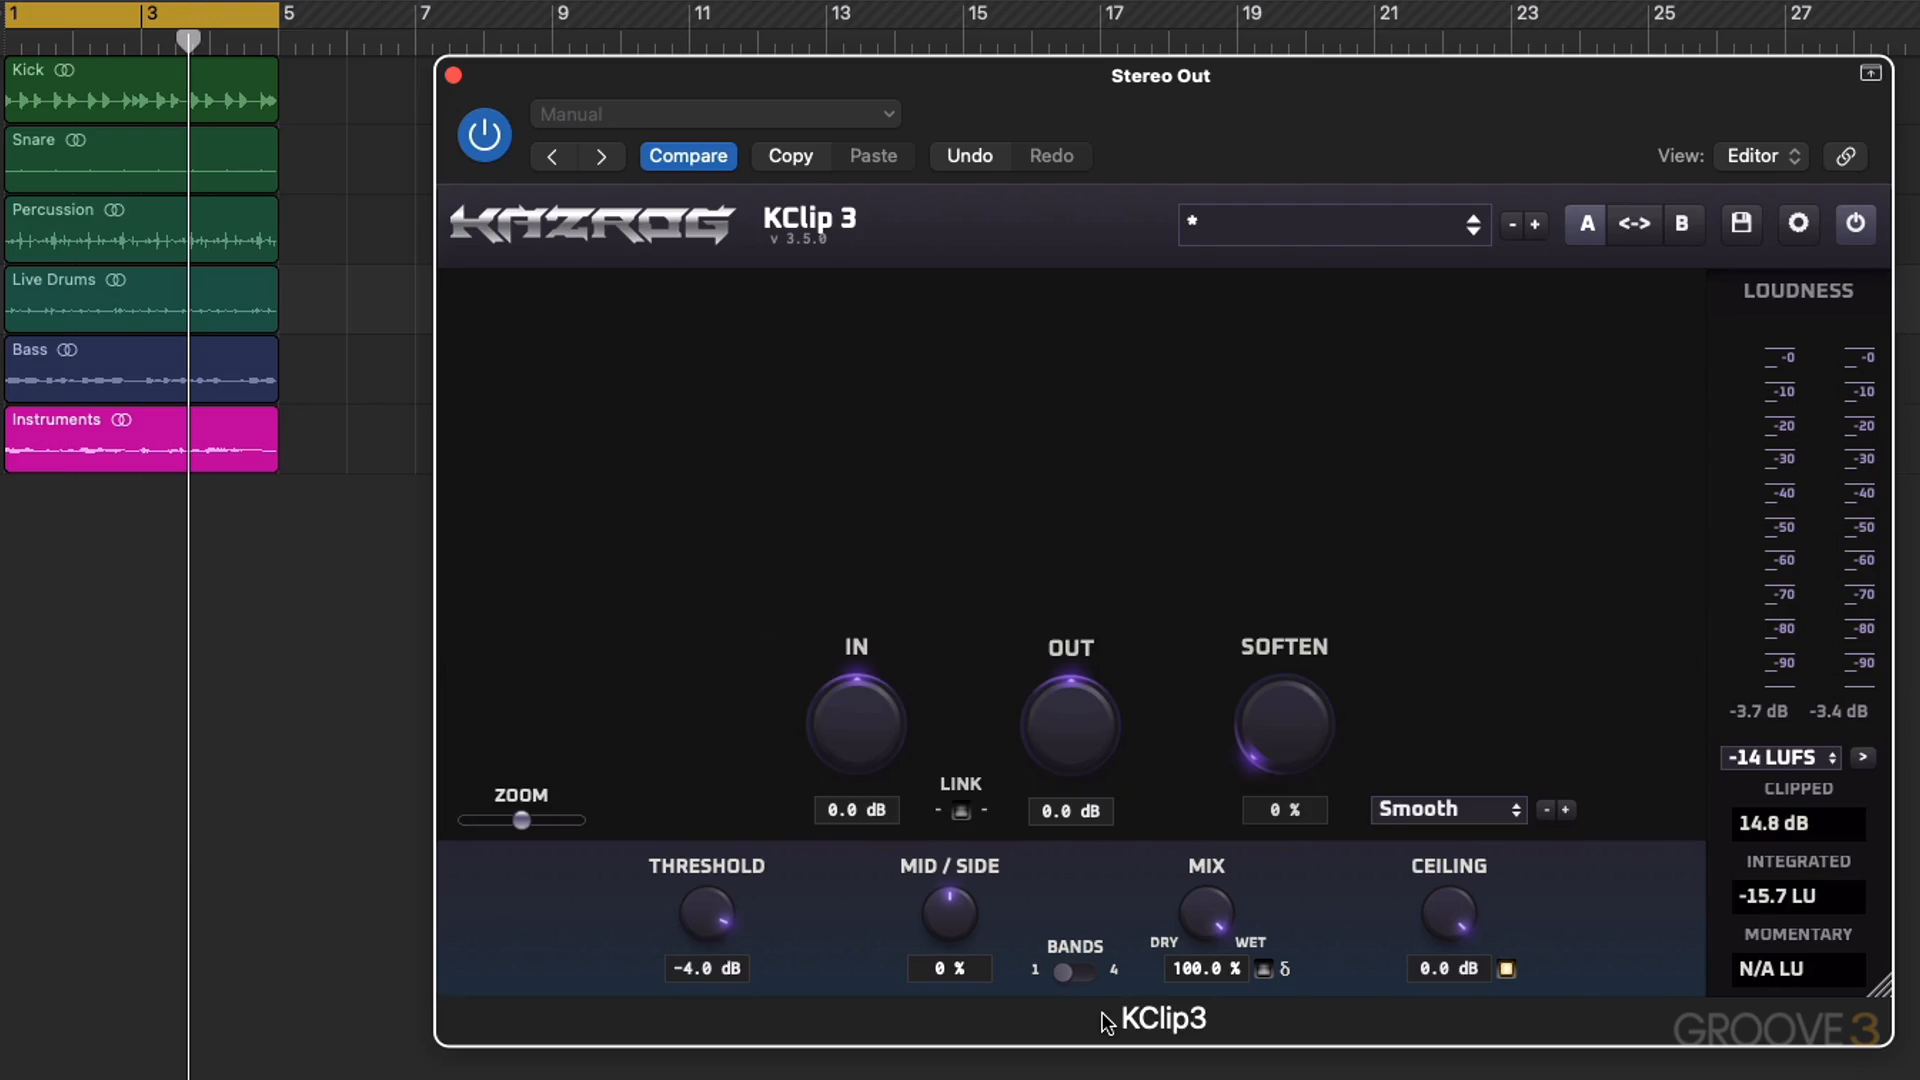 1 3 5 7 9 11 13 15 17 19 21 23 25 27
Kick
Snare
Percussion
Live Drums
Bass
Instruments
Stereo Out
Manual
Compare Copy Paste Undo Redo View: Editor
KAZROG KClip 3
v 3.5.0
* - + A <-> B
LOUDNESS
-0 -0
-10 -10
-20 -20
-30 -30
-40 -40
-50 -50
-60 -60
-70 -70
-80 -80
-90 -90
-3.7 dB -3.4 dB
IN OUT SOFTEN
ZOOM
LINK
0.0 dB - - 0.0 dB 0 % Smooth - +
-14 LUFS >
CLIPPED
14.8 dB
INTEGRATED
-15.7 LU
MOMENTARY
N/A LU
THRESHOLD MID / SIDE MIX CEILING
BANDS DRY WET
-4.0 dB 0 % 1 4 100.0 % δ 0.0 dB
KClip3
GROOVE 3